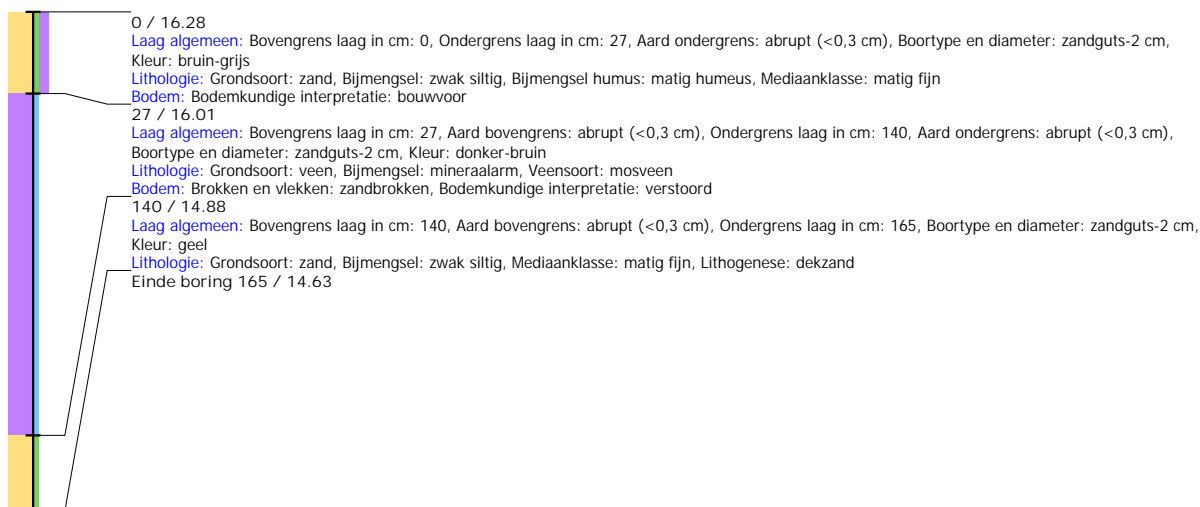 0 / 16.28
Laag algemeen: Bovengrens laag in cm: 0, Ondergrens laag in cm: 27, Aard ondergrens: abrupt (<0,3 cm), Boortype en diameter: zandguts-2 cm,
Kleur: bruin-grijs
Lithologie: Grondsoort: zand, Bijmengsel: zwak siltig, Bijmengsel humus: matig humeus, Mediaanklasse: matig fijn
Bodem: Bodemkundige interpretatie: bouwvoor
27 / 16.01
Laag algemeen: Bovengrens laag in cm: 27, Aard bovengrens: abrupt (<0,3 cm), Ondergrens laag in cm: 140, Aard ondergrens: abrupt (<0,3 cm),
Boortype en diameter: zandguts-2 cm, Kleur: donker-bruin
Lithologie: Grondsoort: veen, Bijmengsel: mineraalarm, Veensoort: mosveen
Bodem: Brokken en vlekken: zandbrokken, Bodemkundige interpretatie: verstoord
140 / 14.88
Laag algemeen: Bovengrens laag in cm: 140, Aard bovengrens: abrupt (<0,3 cm), Ondergrens laag in cm: 165, Boortype en diameter: zandguts-2 cm,
Kleur: geel
Lithologie: Grondsoort: zand, Bijmengsel: zwak siltig, Mediaanklasse: matig fijn, Lithogenese: dekzand
Einde boring 165 / 14.63